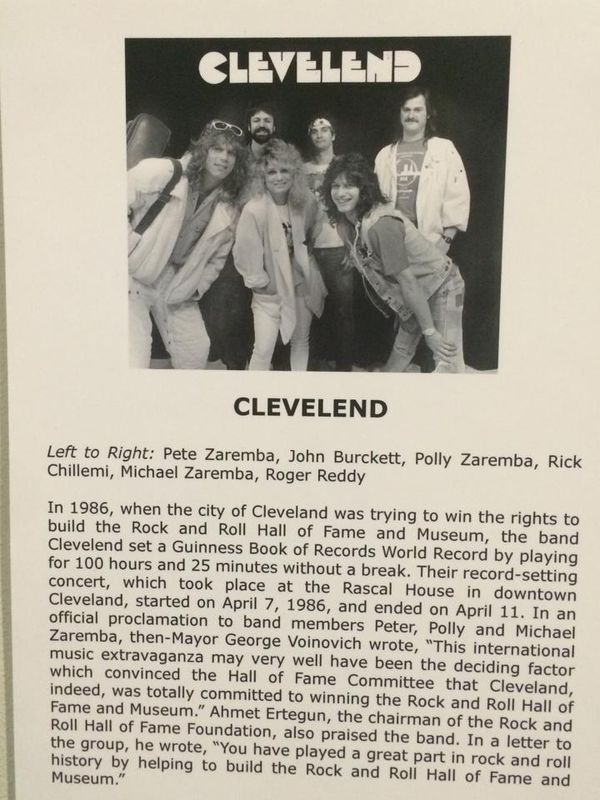 CLEVELEND
CLEVELEND
Left to Right: Pete Zaremba, John Burckett, Polly Zaremba, Rick
Chillemi, Michael Zaremba, Roger Reddy
In 1986, when the city of Cleveland was trying to win the rights to
build the Rock and Roll Hall of Fame and Museum, the band
Clevelend set a Guinness Book of Records World Record by playing
for 100 hours and 25 minutes without a break. Their record-setting
concert, which took place at the Rascal House in downtown
Cleveland, started on April 7, 1986, and ended on April 11. In an
official proclamation to band members Peter, Polly and Michael
Zaremba, then-Mayor George Voinovich wrote, “This international
music extravaganza may very well have been the deciding factor
which convinced the Hall of Fame Committee that Cleveland,
indeed, was totally committed to winning the Rock and Roll Hall of
Fame and Museum.” Ahmet Ertegun, the chairman of the Rock and
Roll Hall of Fame Foundation, also praised the band. In a letter to
the group, he wrote, “You have played a great part in rock and roll
history by helping to build the Rock and Roll Hall of Fame and
Museum.”